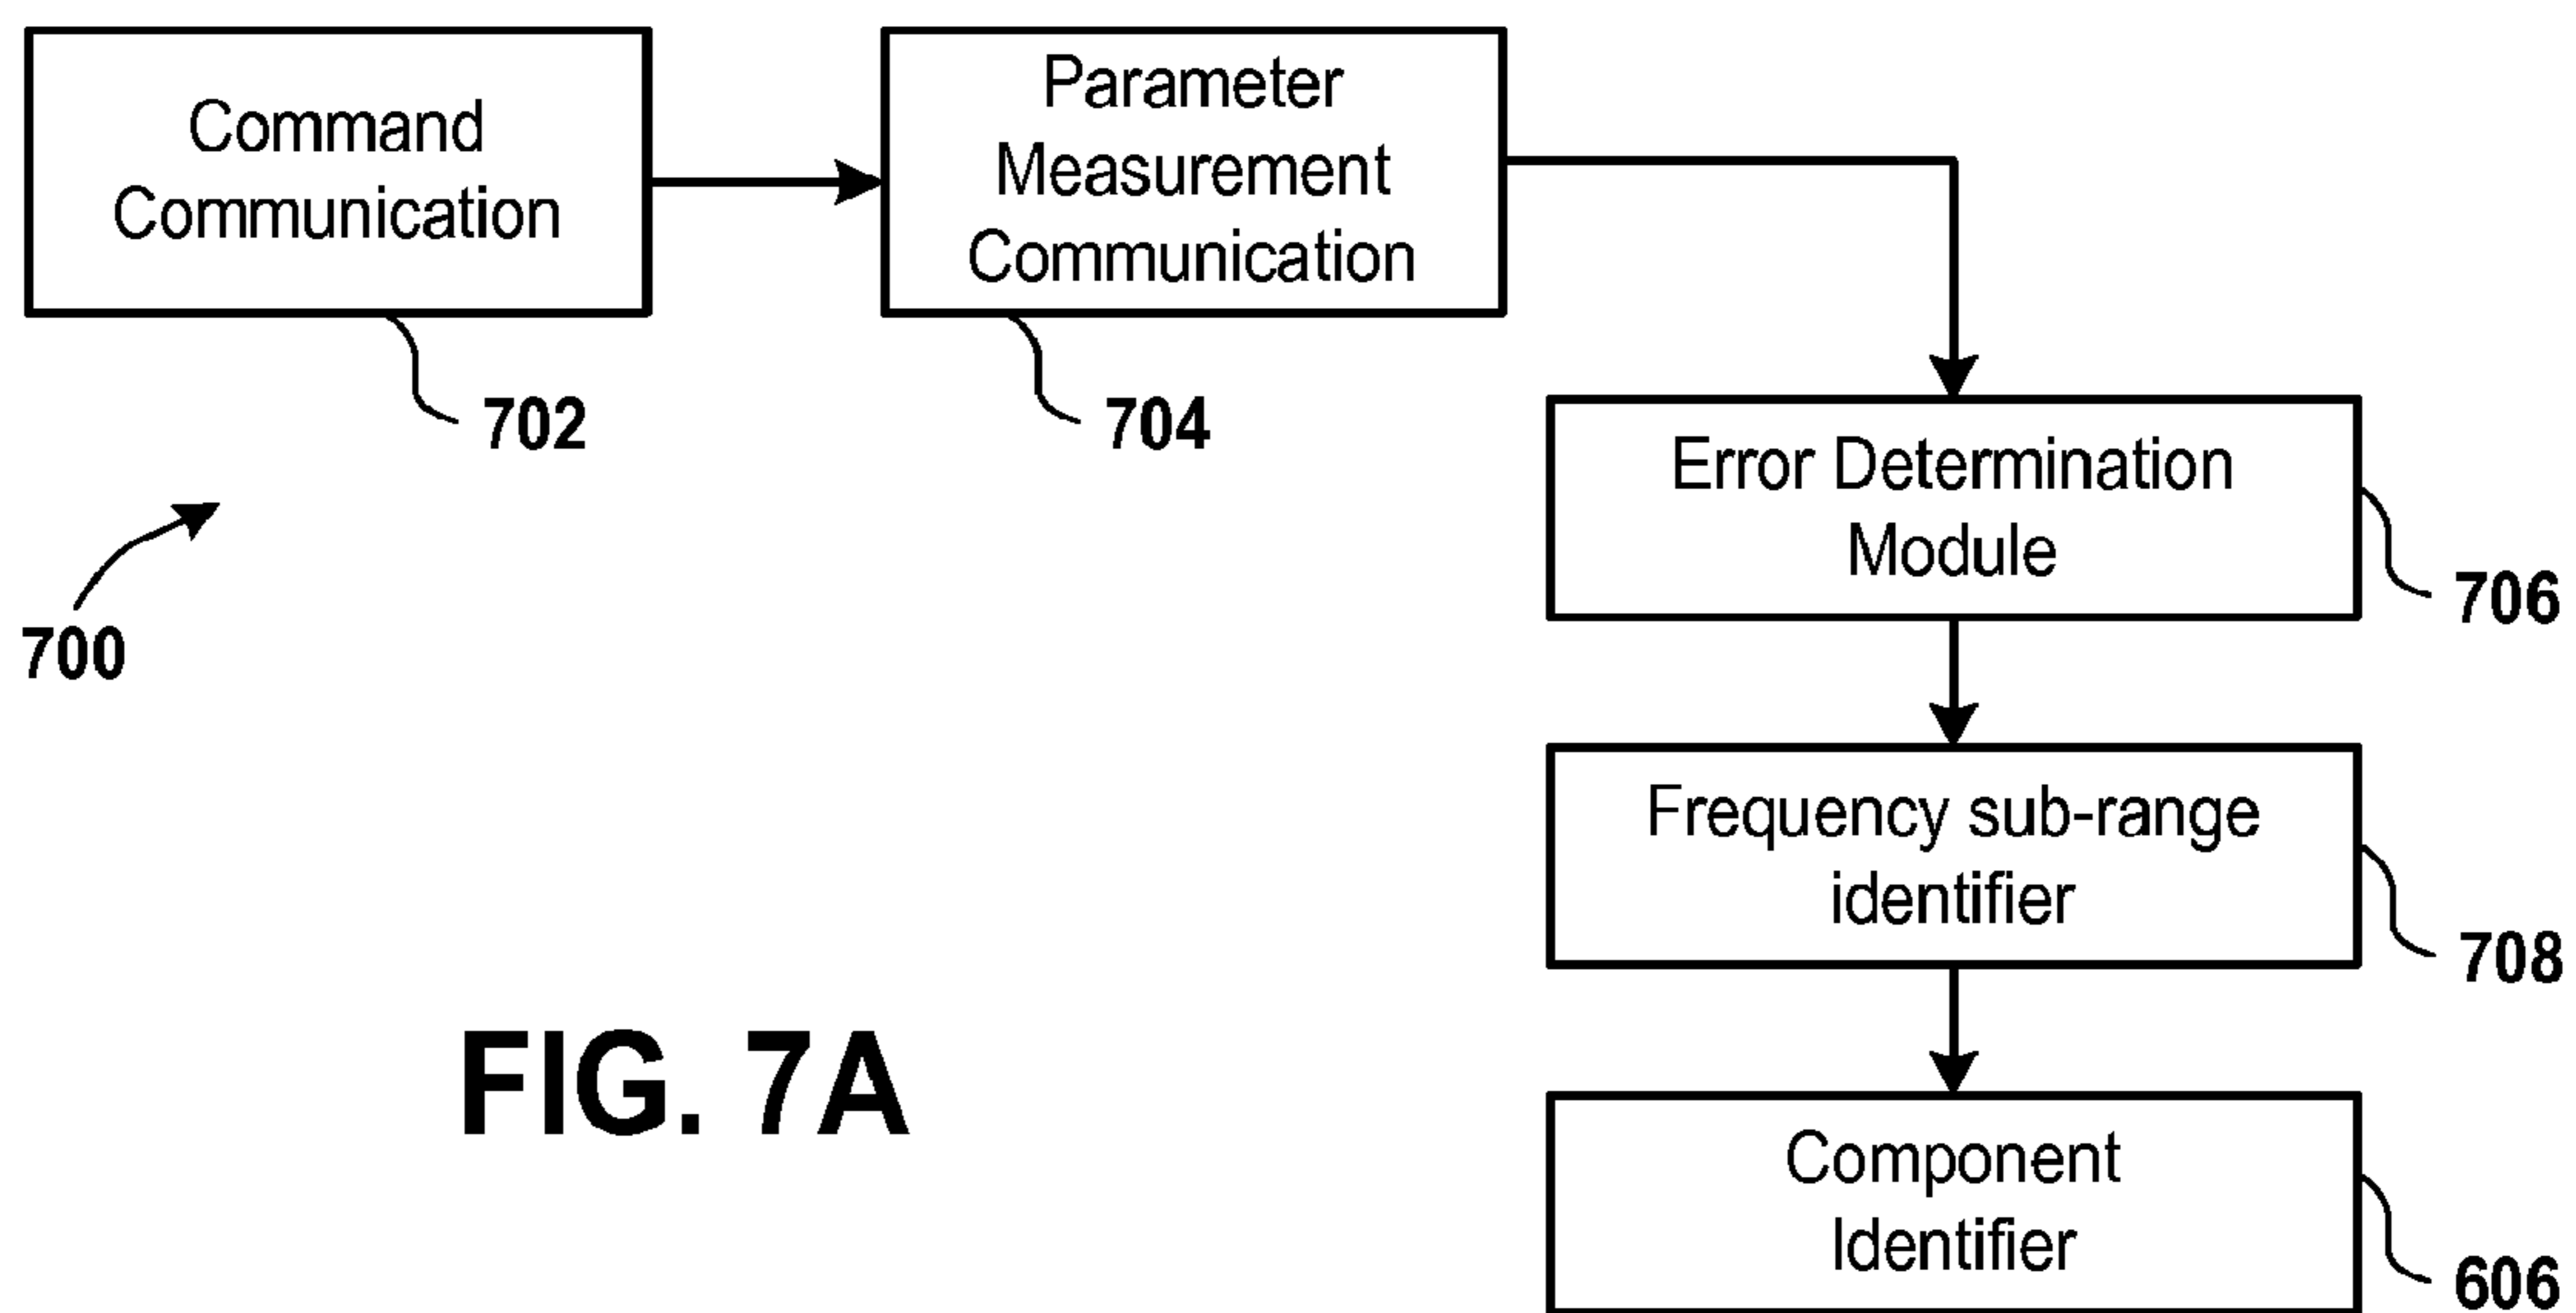 Command
Communication
702
Parameter
Measurement
Communication
704
Error Determination
Module
706
700
Frequency sub-range
identifier
708
Component
Identifier
606
FIG. 7A